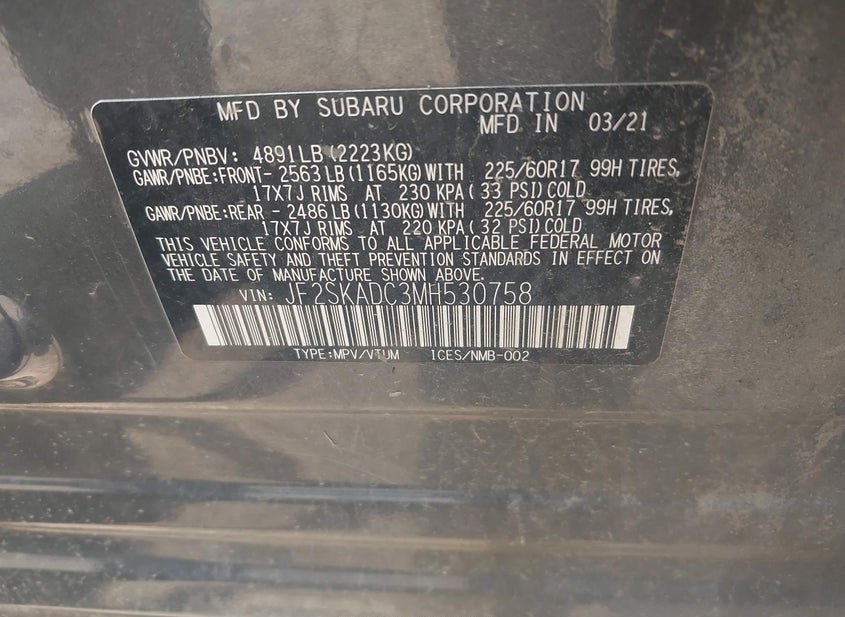 MFD BY SUBARU CORPORATION
MFD IN 03/21
GVWR/PNBV: 4891LB(2223KG)
GAWR/PNBE:FRONT- 2563LB(1165KG)WITH 225/60R17 99H TIRES,
17X7J RIMS AT 230 KPA(33 PSI)COLD
GAWR/PNBE:REAR - 2486LB(1130KG)WITH 225/60R17 99H TIRES,
17X7J RIMS AT 220 KPA(32 PSI)COLD
THIS VEHICLE CONFORMS TO ALL APPLICABLE FEDERAL MOTOR
VEHICLE SAFETY AND THEFT PREVENTION STANDARDS IN EFFECT ON
THE DATE OF MANUFACTURE SHOWN ABOVE.
VIN: JF2SKADC3MH530758
TYPE:MPV/VTUM ICES/NMB-002